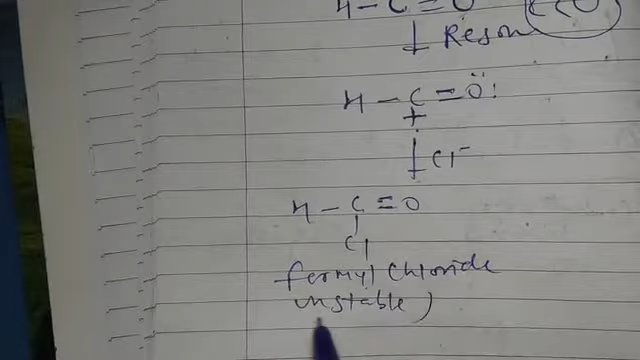 H-C≡O
↓ Reson
H-C=Ö:
+
↓ Cl⁻
H-C=O
|
Cl
formyl chloride
unstable)